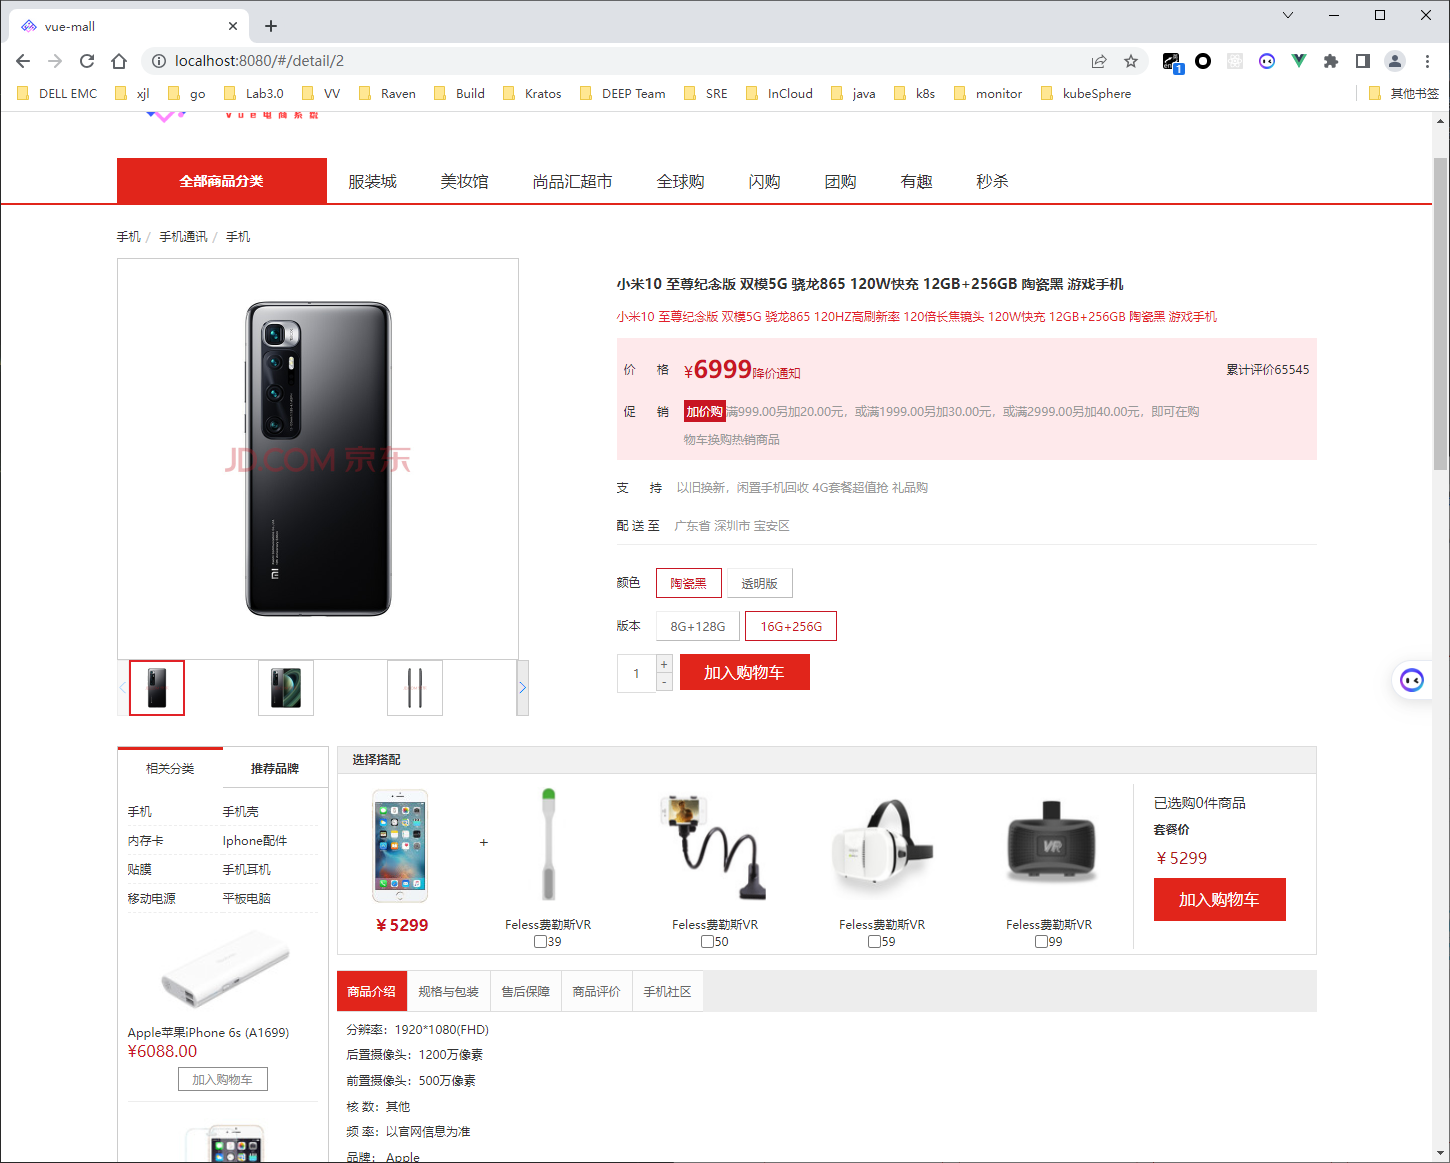 vue-mall
localhost:8080/#/detail/2
1
DELL EMC
xjl
go
Lab3.0
VV
Raven
Build
Kratos
DEEP Team
SRE
InCloud
java
k8s
monitor
kubeSphere
其他书签
vue电商系统
全部商品分类
服装城
美妆馆
尚品汇超市
全球购
闪购
团购
有趣
秒杀
手机 / 手机通讯 / 手机
JD.COM 京东
小米10 至尊纪念版 双模5G 骁龙865 120W快充 12GB+256GB 陶瓷黑 游戏手机
小米10 至尊纪念版 双模5G 骁龙865 120HZ高刷新率 120倍长焦镜头 120W快充 12GB+256GB 陶瓷黑 游戏手机
价 格 ¥6999降价通知 累计评价65545
促 销 加价购满999.00另加20.00元，或满1999.00另加30.00元，或满2999.00另加40.00元，即可在购
物车换购热销商品
支 持 以旧换新，闲置手机回收 4G套餐超值抢 礼品购
配 送 至 广东省 深圳市 宝安区
颜色 陶瓷黑 透明版
版本 8G+128G 16G+256G
1 + - 加入购物车
相关分类 推荐品牌
手机 手机壳
内存卡 Iphone配件
贴膜 手机耳机
移动电源 平板电脑
Apple苹果iPhone 6s (A1699)
¥6088.00
加入购物车
选择搭配
+
VR
￥5299
Feless费勒斯VR
39
Feless费勒斯VR
50
Feless费勒斯VR
59
Feless费勒斯VR
99
已选购0件商品
套餐价
￥5299
加入购物车
商品介绍 规格与包装 售后保障 商品评价 手机社区
分辨率：1920*1080(FHD)
后置摄像头：1200万像素
前置摄像头：500万像素
核 数：其他
频 率：以官网信息为准
品牌： Apple